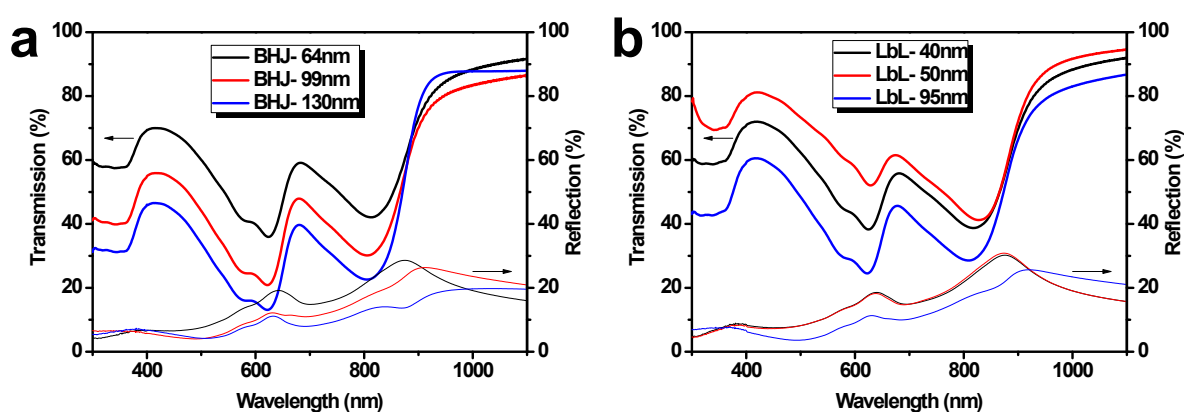 a
BHJ- 64nm
BHJ- 99nm
BHJ- 130nm
Transmission (%)
Reflection (%)
100
80
60
40
20
0
100
80
60
40
20
0
400 600 800 1000
Wavelength (nm)
b
LbL- 40nm
LbL- 50nm
LbL- 95nm
Transmission (%)
Reflection (%)
100
80
60
40
20
0
100
80
60
40
20
0
400 600 800 1000
Wavelength (nm)